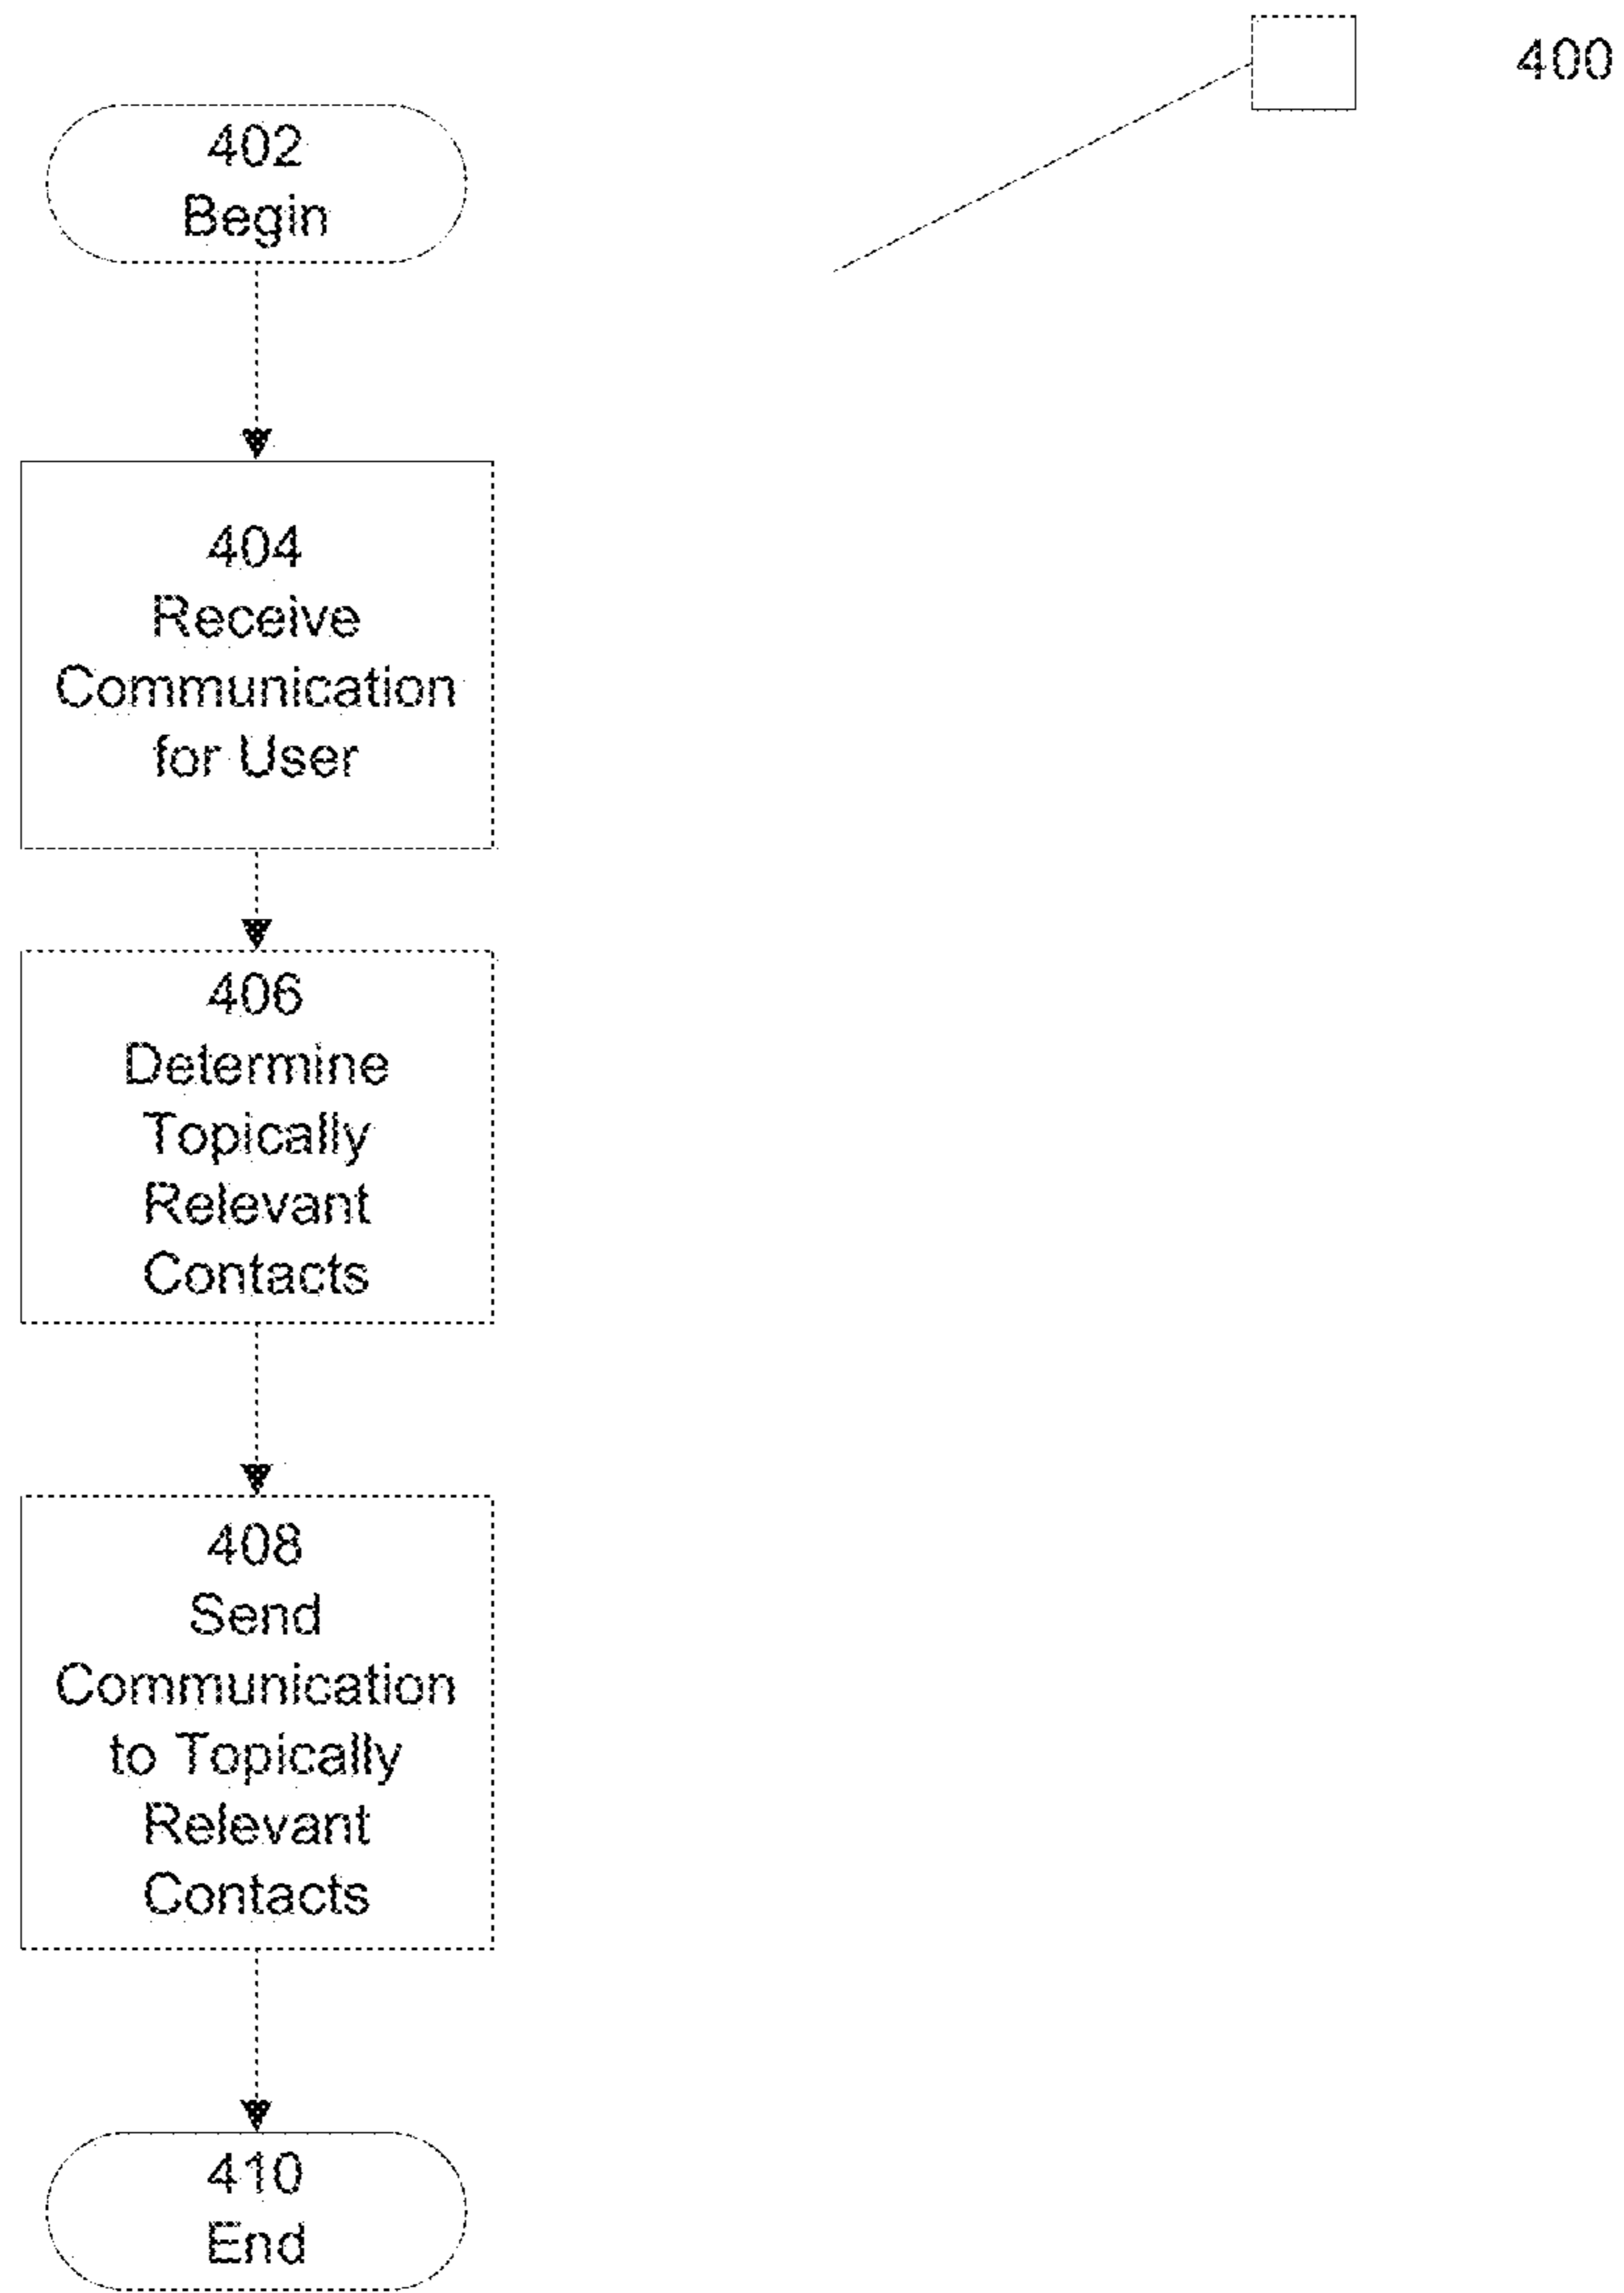 400
402
Begin
404
Receive
Communication
for User
406
Determine
Topically
Relevant
Contacts
408
Send
Communication
to Topically
Relevant
Contacts
410
End